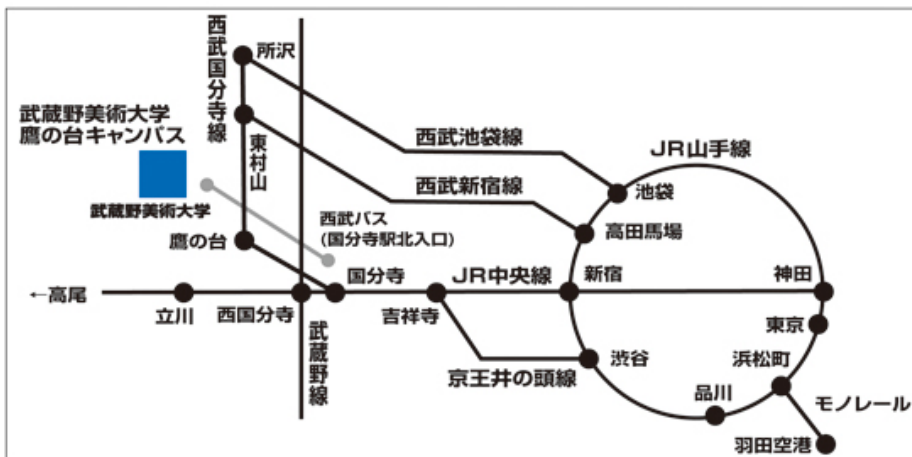 西武国分寺線
所沢
武蔵野美術大学
鷹の台キャンパス
武蔵野美術大学
東村山
鷹の台
西武バス
(国分寺駅北入口)
西武池袋線
西武新宿線
JR山手線
池袋
高田馬場
国分寺
JR中央線
新宿
神田
←高尾
立川
西国分寺
武蔵野線
吉祥寺
京王井の頭線
渋谷
東京
浜松町
品川
モノレール
羽田空港